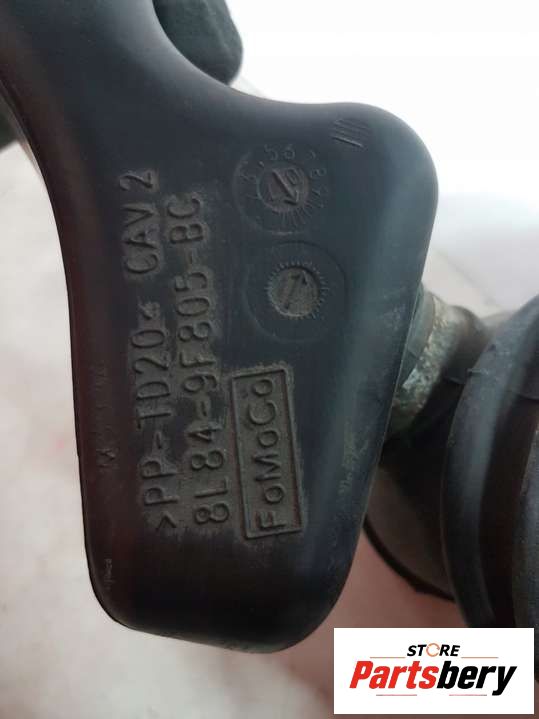 >PP-TD20< CAV 2
8L84-9F805-BC
FoMoCo
STORE
Partsbery